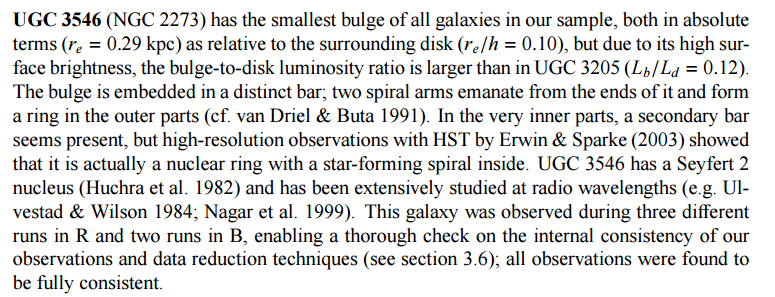 UGC 3546 (NGC 2273) has the smallest bulge of all galaxies in our sample, both in absolute
terms (re = 0.29 kpc) as relative to the surrounding disk (re/h = 0.10), but due to its high sur-
face brightness, the bulge-to-disk luminosity ratio is larger than in UGC 3205 (Lb/Ld = 0.12).
The bulge is embedded in a distinct bar; two spiral arms emanate from the ends of it and form
a ring in the outer parts (cf. van Driel & Buta 1991). In the very inner parts, a secondary bar
seems present, but high-resolution observations with HST by Erwin & Sparke (2003) showed
that it is actually a nuclear ring with a star-forming spiral inside. UGC 3546 has a Seyfert 2
nucleus (Huchra et al. 1982) and has been extensively studied at radio wavelengths (e.g. Ul-
vestad & Wilson 1984; Nagar et al. 1999). This galaxy was observed during three different
runs in R and two runs in B, enabling a thorough check on the internal consistency of our
observations and data reduction techniques (see section 3.6); all observations were found to
be fully consistent.